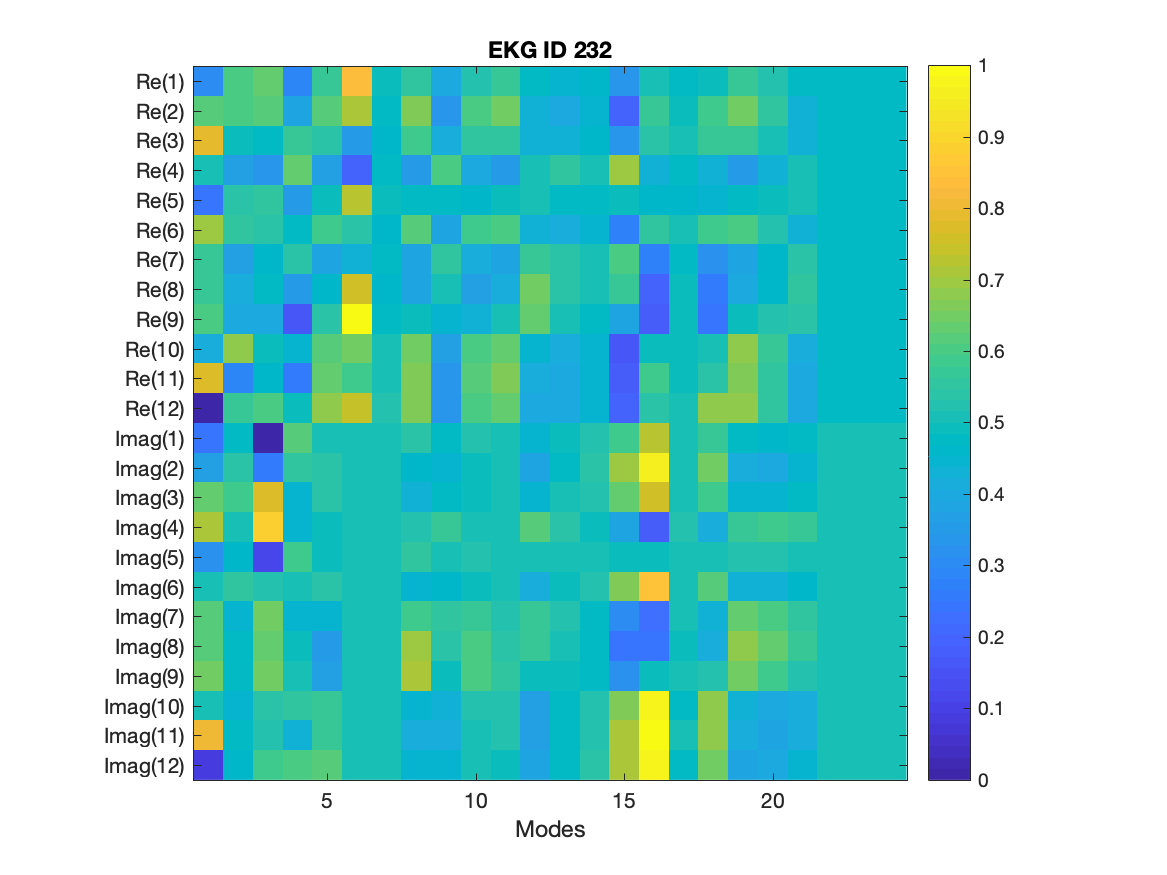 EKG ID 232
Re(1)
Re(2)
Re(3)
Re(4)
Re(5)
Re(6)
Re(7)
Re(8)
Re(9)
Re(10)
Re(11)
Re(12)
Imag(1)
Imag(2)
Imag(3)
Imag(4)
Imag(5)
Imag(6)
Imag(7)
Imag(8)
Imag(9)
Imag(10)
Imag(11)
Imag(12)
5 10 15 20
Modes
1
0.9
0.8
0.7
0.6
0.5
0.4
0.3
0.2
0.1
0